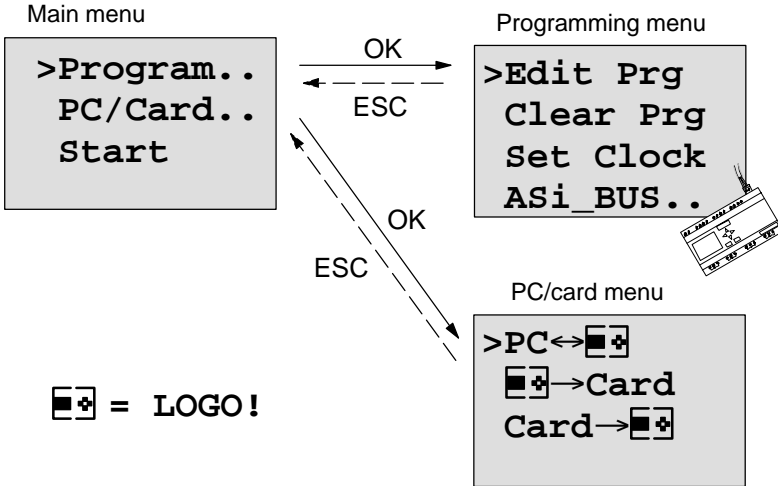 Main menu
>Program..
PC/Card..
Start
OK
ESC
Programming menu
>Edit Prg
Clear Prg
Set Clock
ASi_BUS..
OK
ESC
PC/card menu
>PC↔
→Card
Card→
= LOGO!